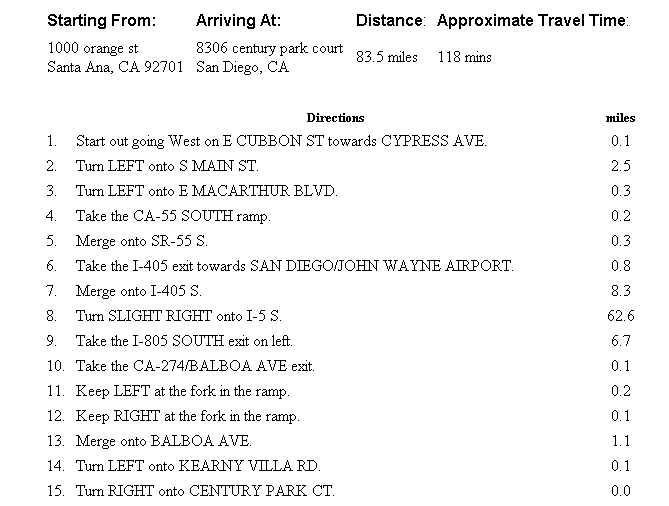 Starting From: Arriving At: Distance: Approximate Travel Time:
1000 orange st 8306 century park court 83.5 miles 118 mins
Santa Ana, CA 92701 San Diego, CA
Directions miles
1. Start out going West on E CUBBON ST towards CYPRESS AVE. 0.1
2. Turn LEFT onto S MAIN ST. 2.5
3. Turn LEFT onto E MACARTHUR BLVD. 0.3
4. Take the CA-55 SOUTH ramp. 0.2
5. Merge onto SR-55 S. 0.3
6. Take the I-405 exit towards SAN DIEGO/JOHN WAYNE AIRPORT. 0.8
7. Merge onto I-405 S. 8.3
8. Turn SLIGHT RIGHT onto I-5 S. 62.6
9. Take the I-805 SOUTH exit on left. 6.7
10. Take the CA-274/BALBOA AVE exit. 0.1
11. Keep LEFT at the fork in the ramp. 0.2
12. Keep RIGHT at the fork in the ramp. 0.1
13. Merge onto BALBOA AVE. 1.1
14. Turn LEFT onto KEARNY VILLA RD. 0.1
15. Turn RIGHT onto CENTURY PARK CT. 0.0